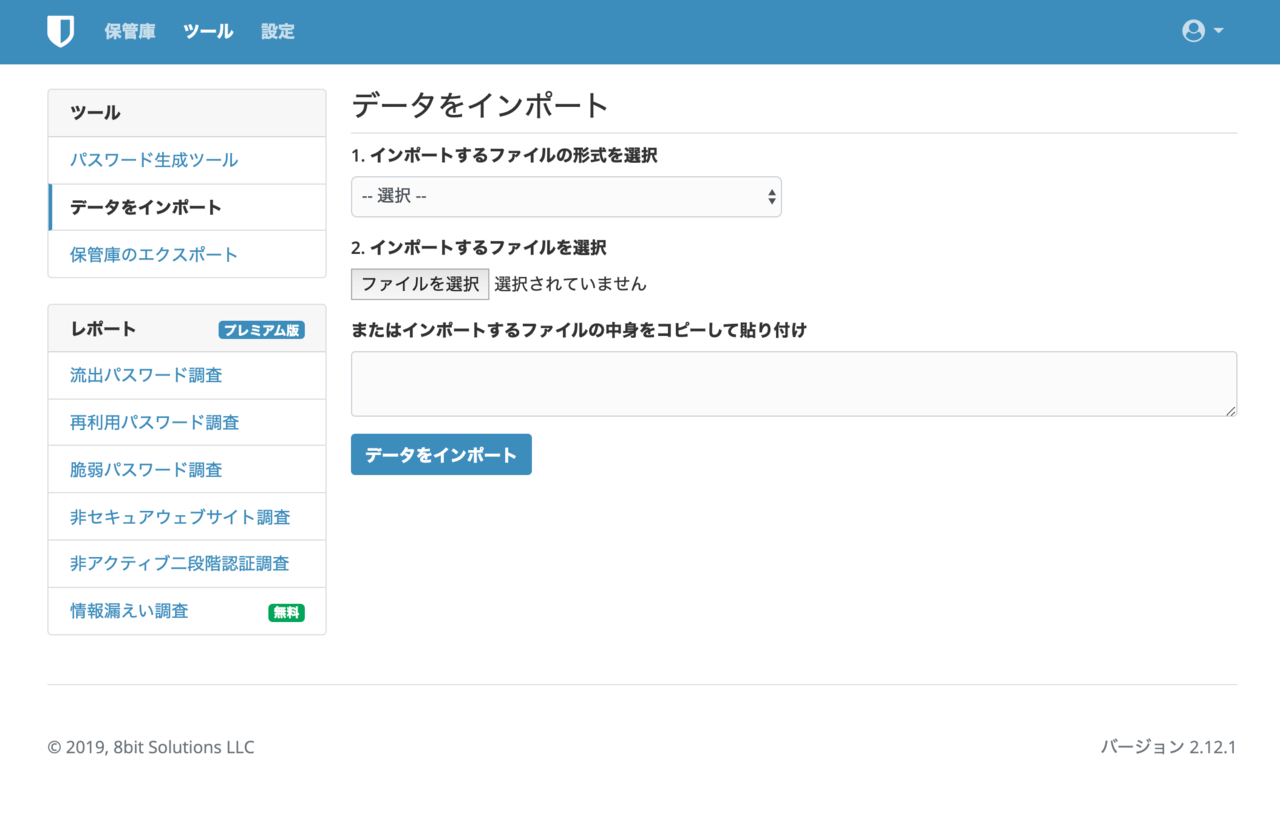 保管庫 ツール 設定
ツール
パスワード生成ツール
データをインポート
保管庫のエクスポート
レポート プレミアム版
流出パスワード調査
再利用パスワード調査
脆弱パスワード調査
非セキュアウェブサイト調査
非アクティブ二段階認証調査
情報漏えい調査 無料
データをインポート
1. インポートするファイルの形式を選択
-- 選択 --
2. インポートするファイルを選択
ファイルを選択 選択されていません
またはインポートするファイルの中身をコピーして貼り付け
データをインポート
© 2019, 8bit Solutions LLC
バージョン 2.12.1